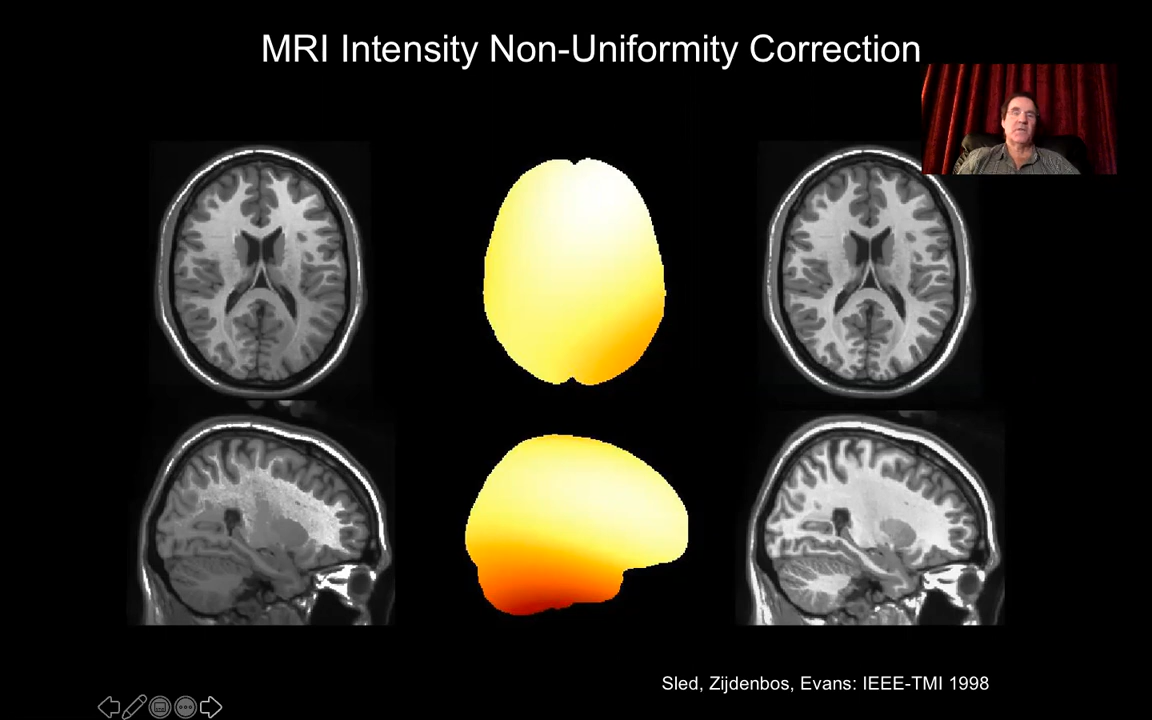 MRI Intensity Non-Uniformity Correction
Sled, Zijdenbos, Evans: IEEE-TMI 1998